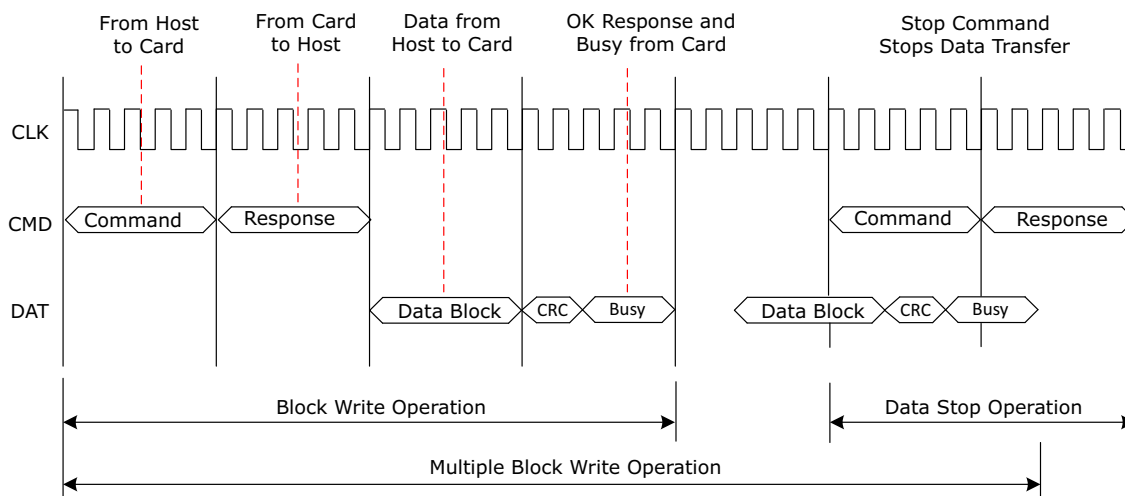 From Host
to Card
From Card
to Host
Data from
Host to Card
OK Response and
Busy from Card
Stop Command
Stops Data Transfer
CLK
CMD
Command
Response
Command
Response
DAT
Data Block
CRC
Busy
Data Block
CRC
Busy
Block Write Operation
Data Stop Operation
Multiple Block Write Operation